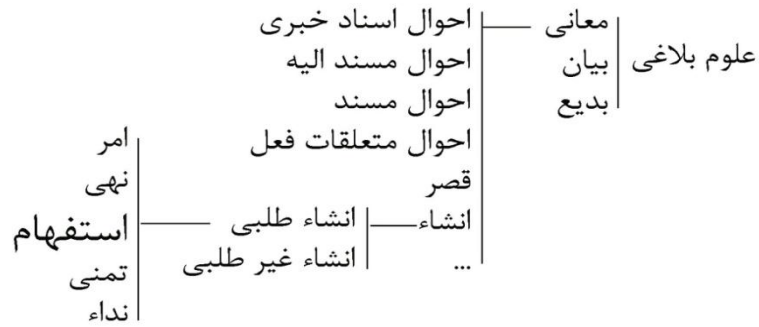 علوم بلاغی
معانی
بیان
بدیع
احوال اسناد خبری
احوال مسند الیه
احوال مسند
احوال متعلقات فعل
قصر
انشاء
...
انشاء طلبی
انشاء غیر طلبی
امر
نهی
استفهام
تمنی
نداء